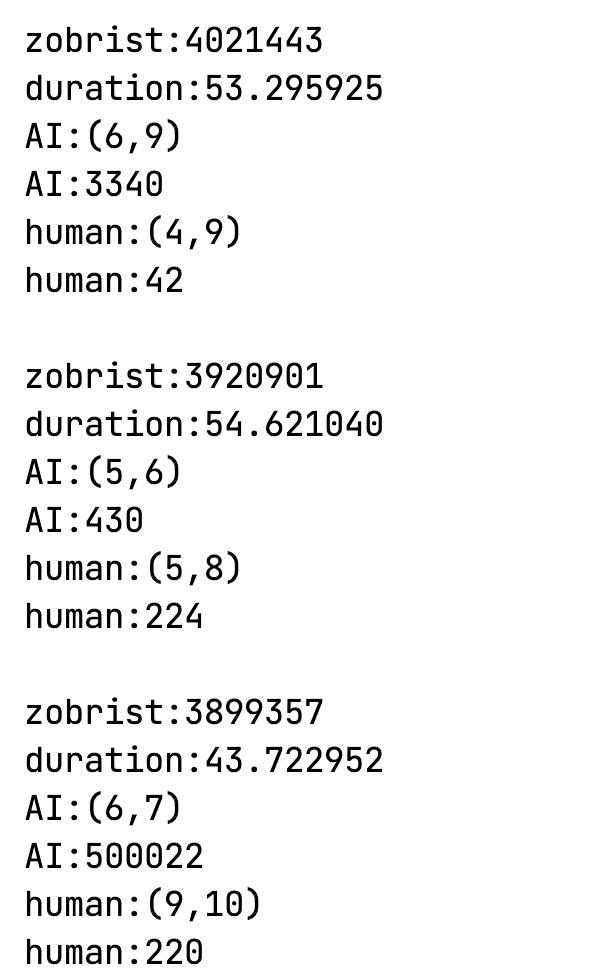 zobrist:4021443
duration:53.295925
AI:(6,9)
AI:3340
human:(4,9)
human:42

zobrist:3920901
duration:54.621040
AI:(5,6)
AI:430
human:(5,8)
human:224

zobrist:3899357
duration:43.722952
AI:(6,7)
AI:500022
human:(9,10)
human:220